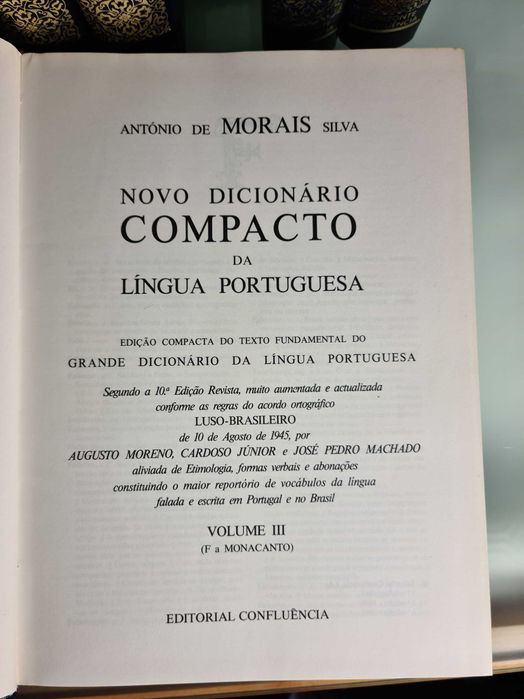 ANTÓNIO DE MORAIS SILVA
NOVO DICIONÁRIO
COMPACTO
DA
LÍNGUA PORTUGUESA
EDIÇÃO COMPACTA DO TEXTO FUNDAMENTAL DO
GRANDE DICIONÁRIO DA LÍNGUA PORTUGUESA
Segundo a 10.ª Edição Revista, muito aumentada e actualizada
conforme as regras do acordo ortográfico
LUSO-BRASILEIRO
de 10 de Agosto de 1945, por
AUGUSTO MORENO, CARDOSO JÚNIOR e JOSÉ PEDRO MACHADO
aliviada de Etimologia, formas verbais e abonações
constituindo o maior reportório de vocábulos da língua
falada e escrita em Portugal e no Brasil
VOLUME III
(F a MONACANTO)
EDITORIAL CONFLUÊNCIA